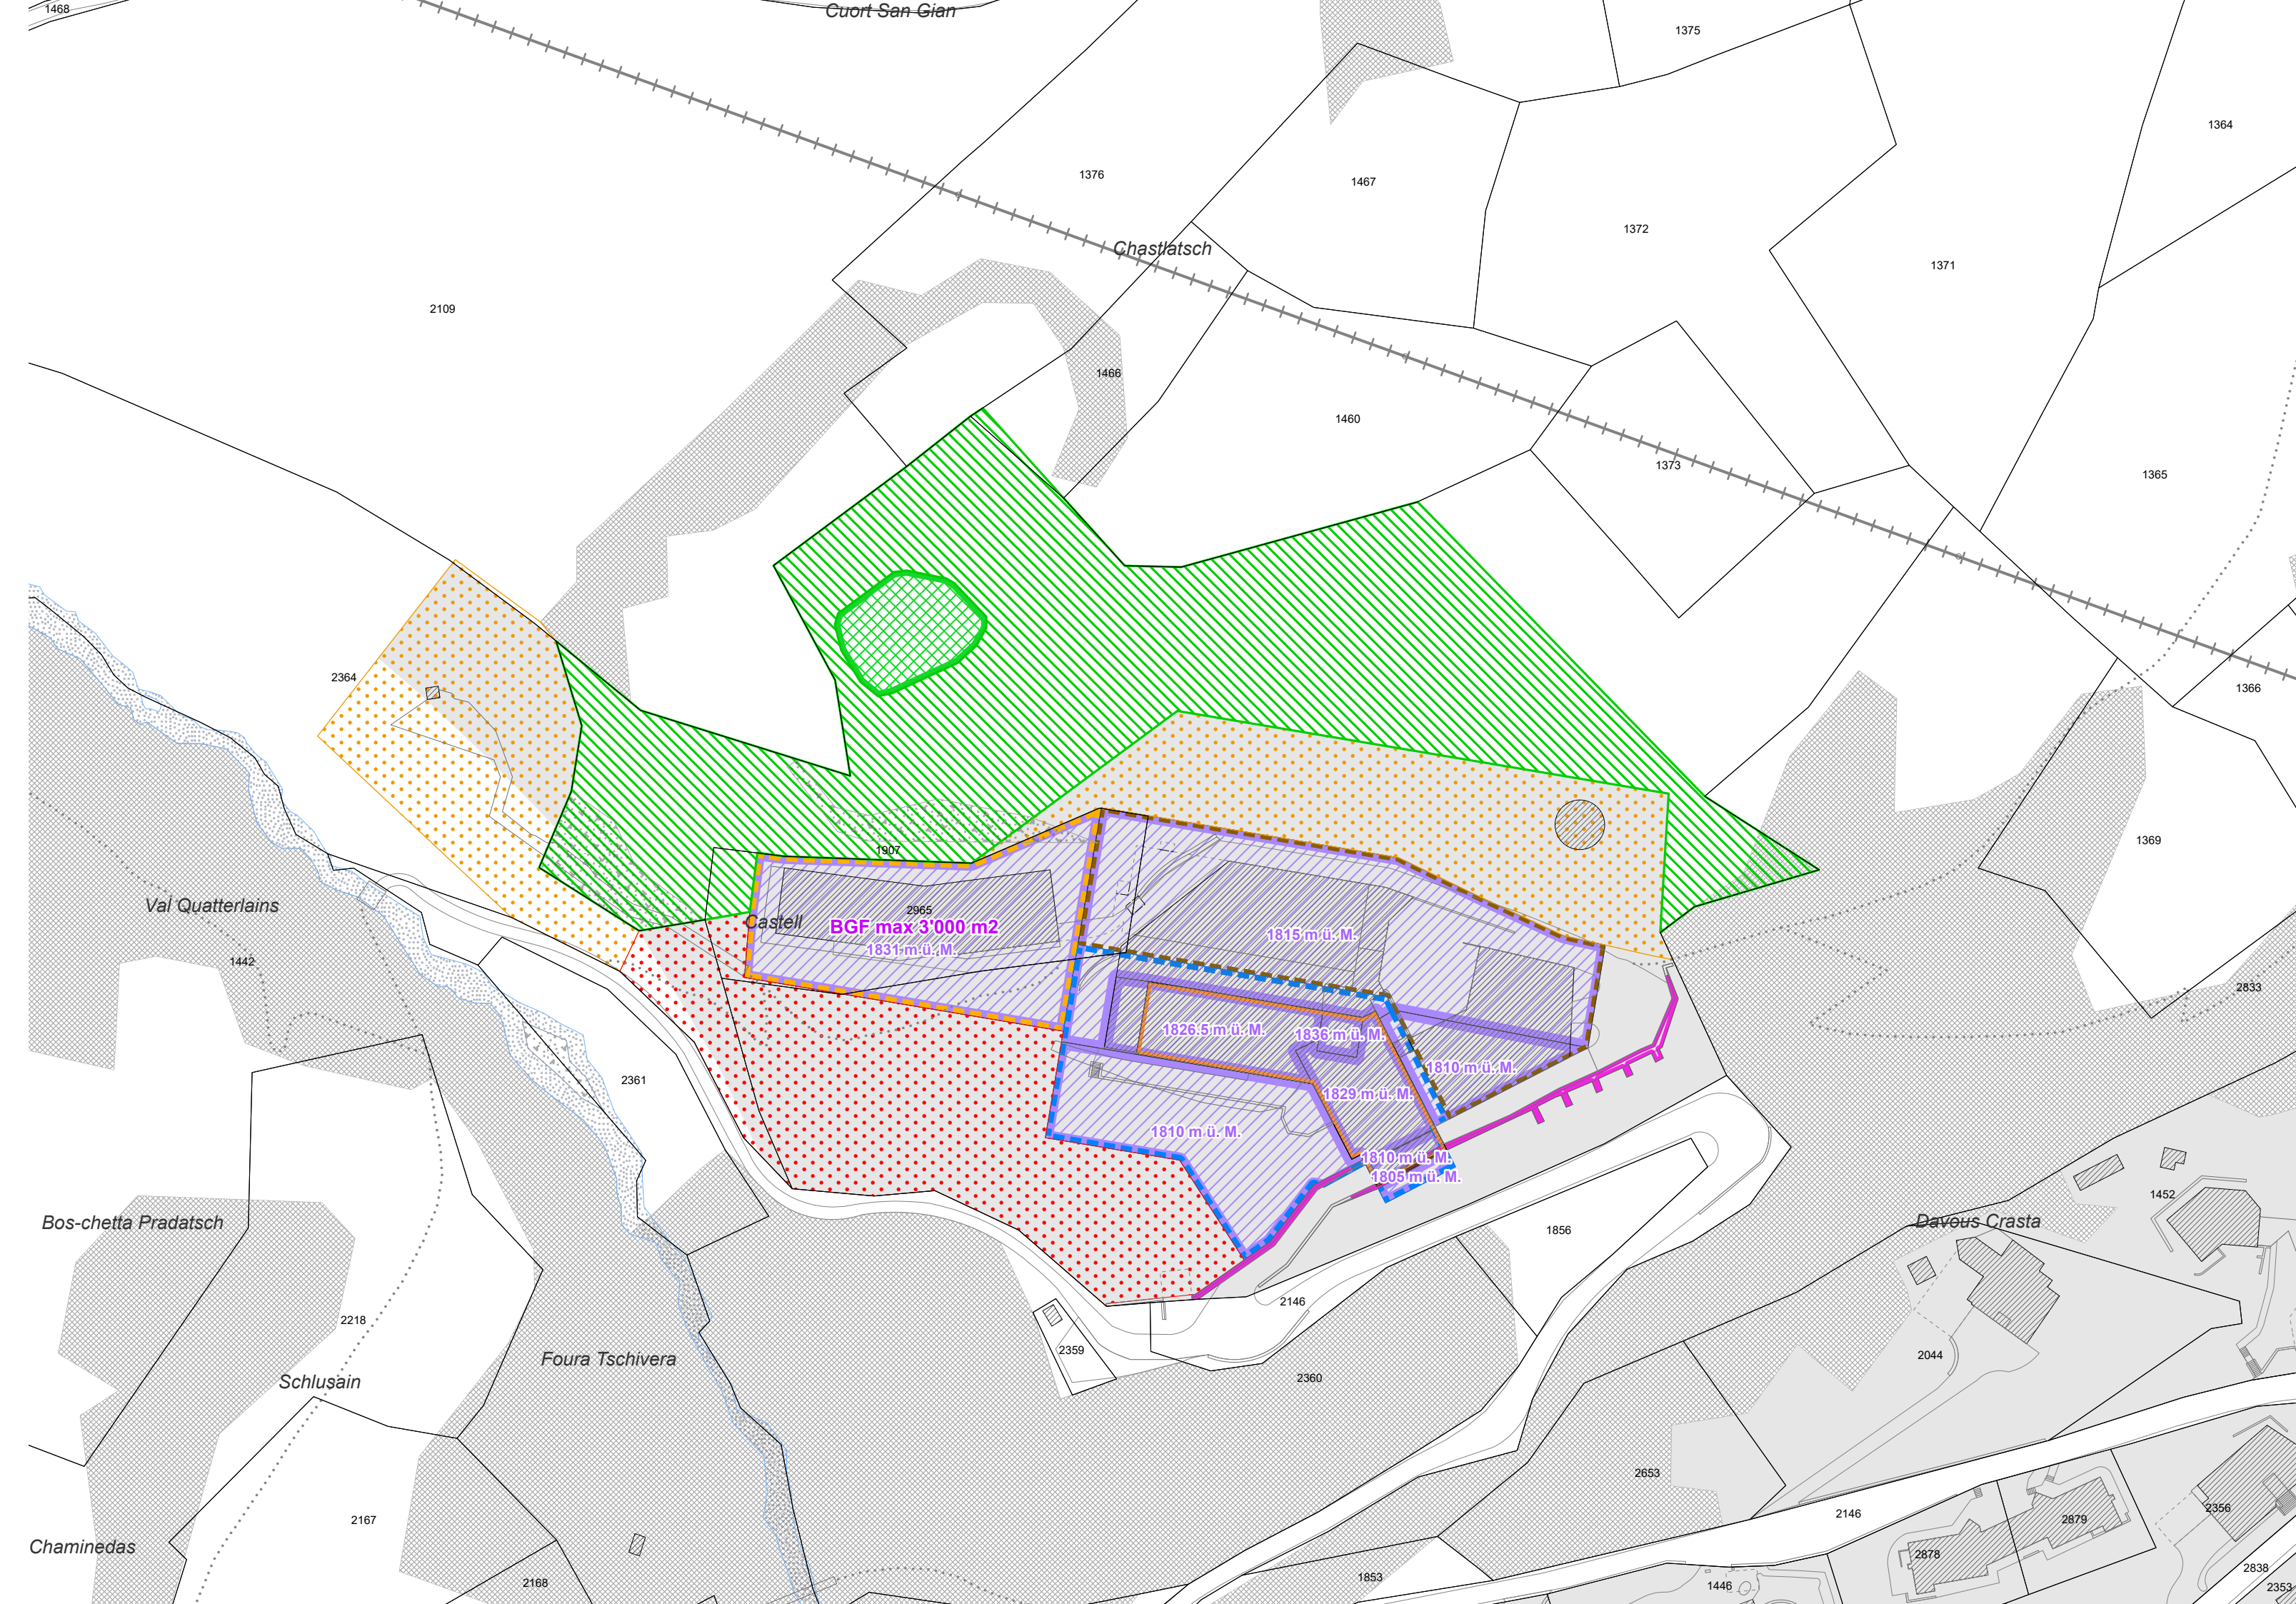 1468
Cuort San Gian
1375
1364
1376
1467
1372
Chastlatsch
1371
2109
1466
1460
1373
1365
2364
1366
1369
1907
Val Quatterlains
2965
Castell
BGF max 3'000 m2
1831 m ü. M.
1815 m ü. M.
1442
2833
1826.5 m ü. M.
1836 m ü. M.
1810 m ü. M.
2361
1829 m ü. M.
1810 m ü. M.
1810 m ü. M.
1805 m ü. M.
1452
Bos-chetta Pradatsch
Davous Crasta
1856
2146
2218
2359
Foura Tschivera
2044
Schlusain
2360
2653
2356
2167
2146
2879
Chaminedas
2878
2838
2168
1853
1446
2353